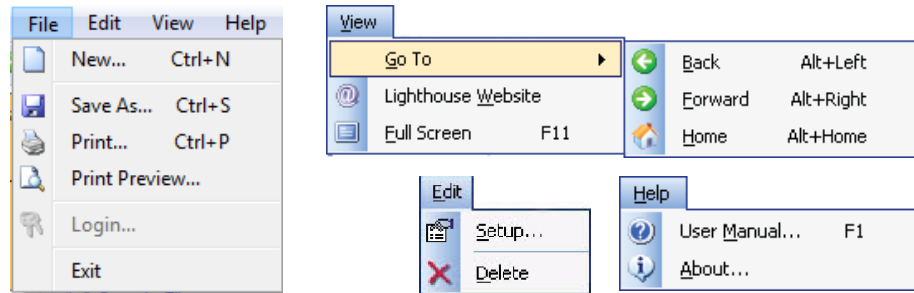 File Edit View Help
New... Ctrl+N
Save As... Ctrl+S
Print... Ctrl+P
Print Preview...
Login...
Exit
View
Go To
Lighthouse Website
Full Screen F11
Back Alt+Left
Forward Alt+Right
Home Alt+Home
Edit
Setup...
Delete
Help
User Manual... F1
About...